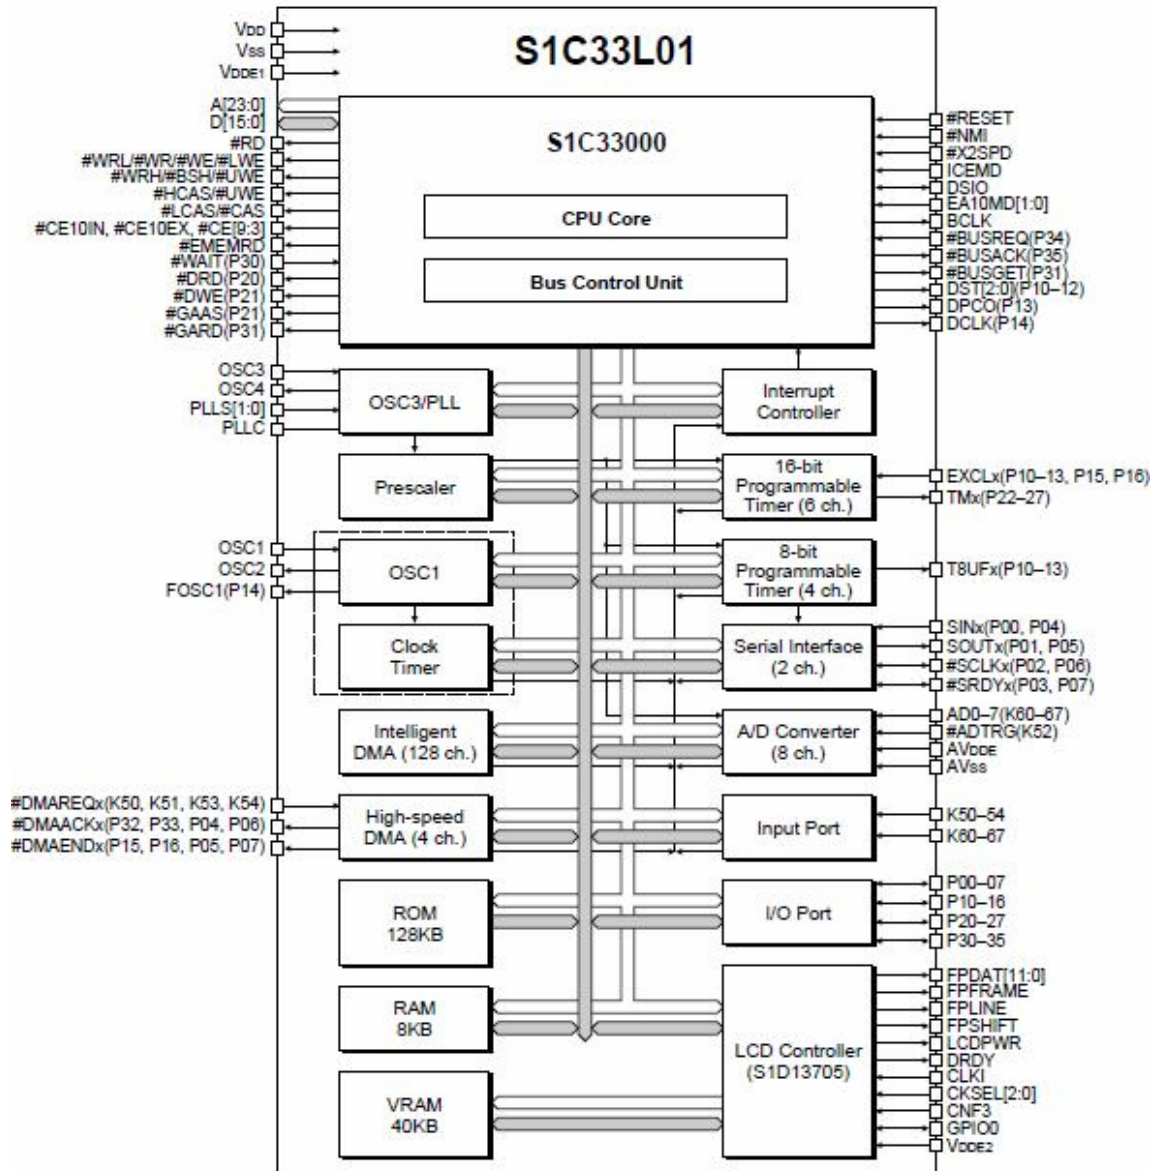 S1C33L01
VDD
VSS
VDDE1
A[23:0]
D[15:0]
#RD
#WRL/#WR/#WE/#LWE
#WRH/#BSH/#UWE
#HCAS/#UWE
#LCAS/#CAS
#CE10IN, #CE10EX, #CE[9:3]
#EMEMRD
#WAIT(P30)
#DRD(P20)
#DWE(P21)
#GAAS(P21)
#GARD(P31)
S1C33000
CPU Core
Bus Control Unit
#RESET
#NMI
#X2SPD
ICEMD
DSIO
EA10MD[1:0]
BCLK
#BUSREQ(P34)
#BUSACK(P35)
#BUSGET(P31)
DST[2:0](P10–12)
DPCO(P13)
DCLK(P14)
OSC3
OSC4
PLLS[1:0]
PLLC
OSC3/PLL
Interrupt
Controller
Prescaler
16-bit
Programmable
Timer (6 ch.)
EXCLx(P10–13, P15, P16)
TMx(P22–27)
OSC1
OSC2
FOSC1(P14)
OSC1
8-bit
Programmable
Timer (4 ch.)
T8UFx(P10–13)
Clock
Timer
Serial Interface
(2 ch.)
SINx(P00, P04)
SOUTx(P01, P05)
#SCLKx(P02, P06)
#SRDYx(P03, P07)
Intelligent
DMA (128 ch.)
A/D Converter
(8 ch.)
AD0–7(K60–67)
#ADTRG(K52)
AVDDE
AVSS
#DMAREQx(K50, K51, K53, K54)
#DMAACKx(P32, P33, P04, P06)
#DMAENDx(P15, P16, P05, P07)
High-speed
DMA (4 ch.)
Input Port
K50–54
K60–67
ROM
128KB
I/O Port
P00–07
P10–16
P20–27
P30–35
RAM
8KB
VRAM
40KB
LCD Controller
(S1D13705)
FPDAT[11:0]
FPFRAME
FPLINE
FPSHIFT
LCDPWR
DRDY
CLKI
CKSEL[2:0]
CNF3
GPIO0
VDDE2